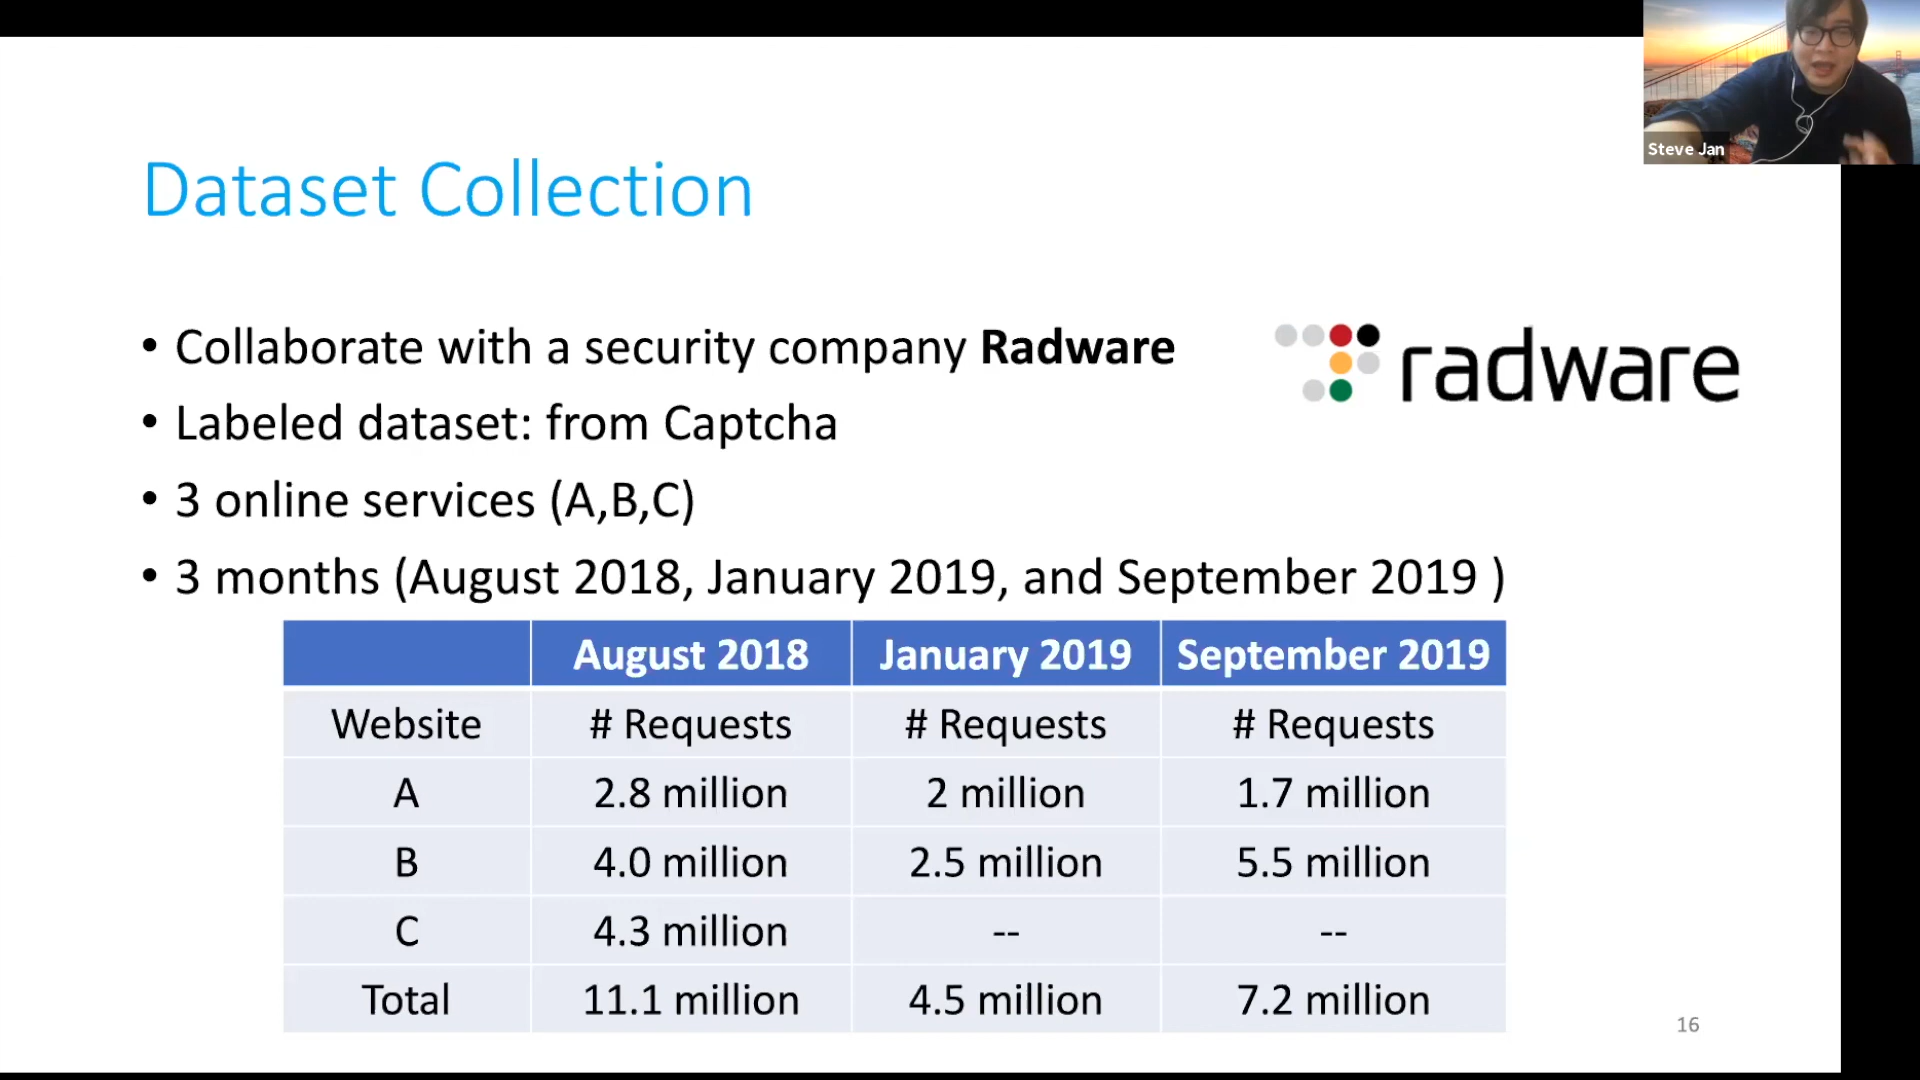 Steve Jan
Dataset Collection
• Collaborate with a security company Radware
radware
• Labeled dataset: from Captcha
• 3 online services (A,B,C)
• 3 months (August 2018, January 2019, and September 2019 )
August 2018 January 2019 September 2019
Website # Requests # Requests # Requests
A 2.8 million 2 million 1.7 million
B 4.0 million 2.5 million 5.5 million
C 4.3 million -- --
Total 11.1 million 4.5 million 7.2 million
16